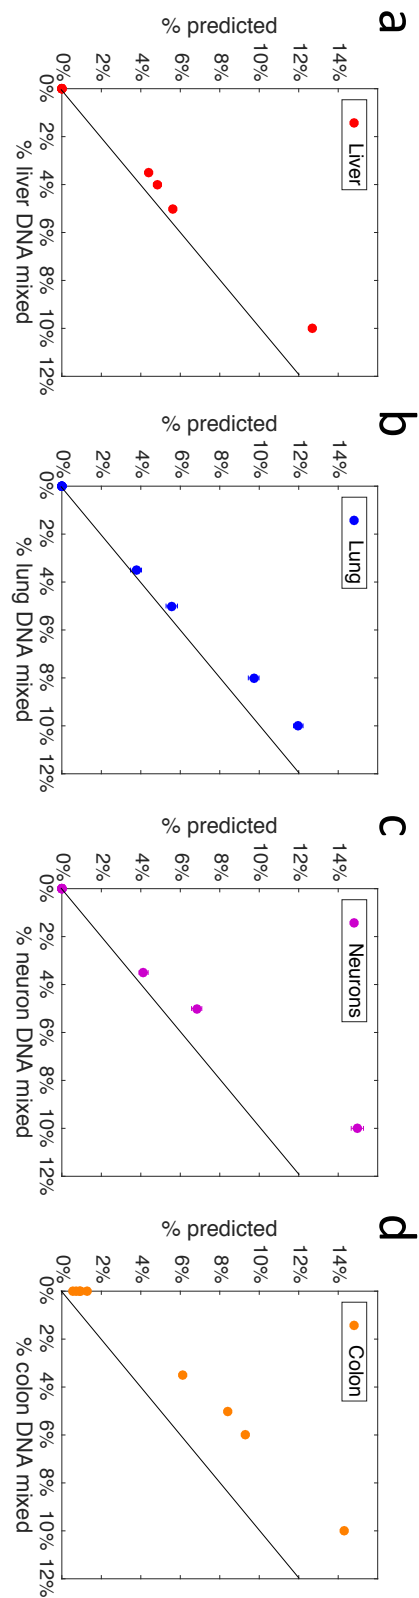 a
% predicted
14%
12%
10%
8%
6%
4%
2%
0%
Liver
0% 2% 4% 6% 8% 10% 12%
% liver DNA mixed
b
% predicted
14%
12%
10%
8%
6%
4%
2%
0%
Lung
0% 2% 4% 6% 8% 10% 12%
% lung DNA mixed
c
% predicted
14%
12%
10%
8%
6%
4%
2%
0%
Neurons
0% 2% 4% 6% 8% 10% 12%
% neuron DNA mixed
d
% predicted
14%
12%
10%
8%
6%
4%
2%
0%
Colon
0% 2% 4% 6% 8% 10% 12%
% colon DNA mixed